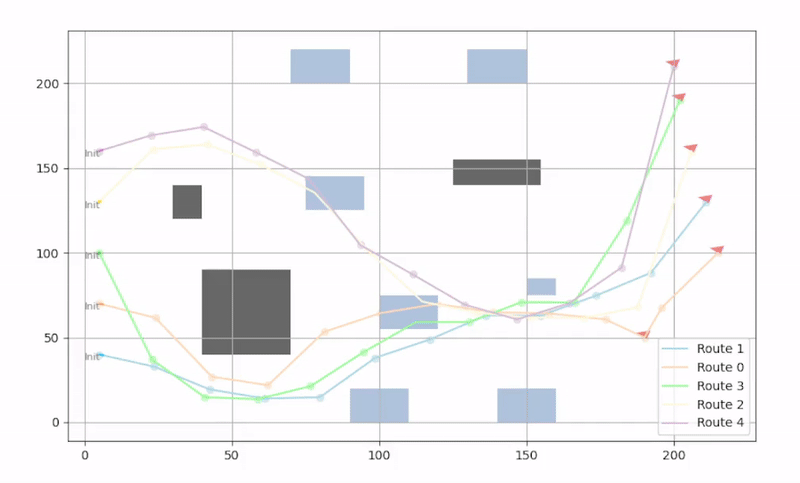 200
150
100
50
0
Init
Init
Init
Init
Init
0
50
100
150
200
Route 1
Route 0
Route 3
Route 2
Route 4